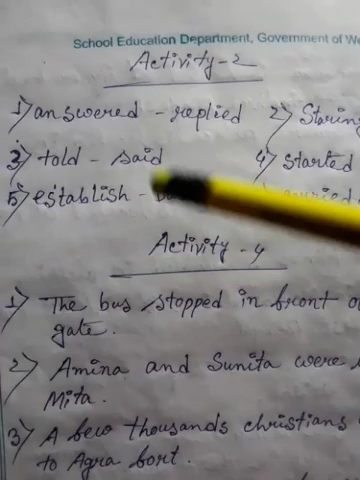 School Education Department, Government of
Activity-2
1) answered - replied 2)
3) told - said 4) started
5) establish -
Activity - 4
1) The bus stopped in front
gate.
2) Amina and Sunita were
Mita.
3) A few thousands christians
to Agra fort.